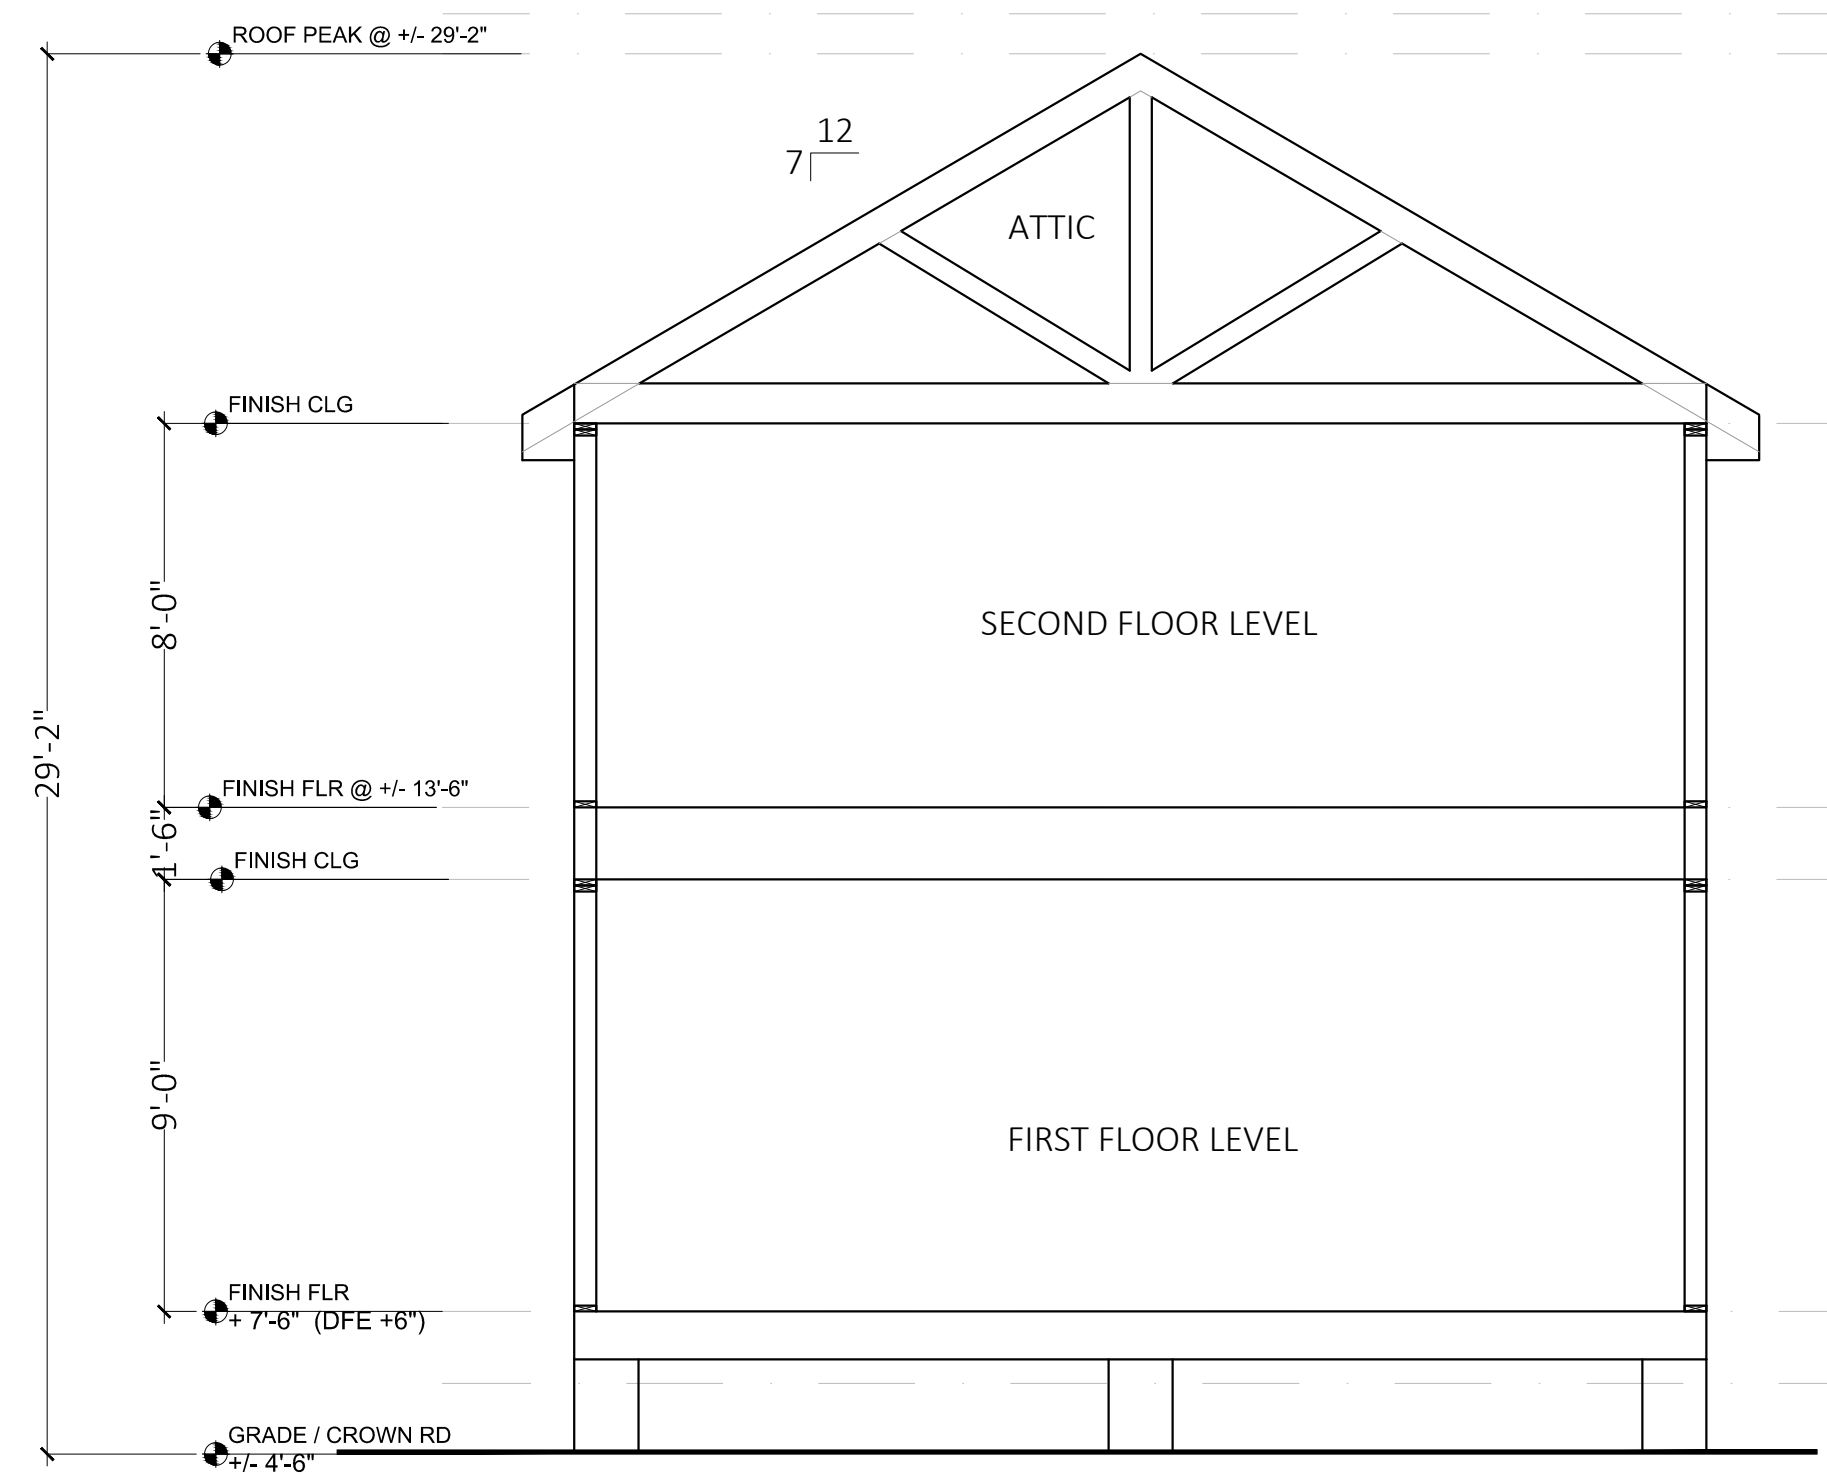 ROOF PEAK @ +/- 29'-2"
12
7
ATTIC
FINISH CLG
8'-0"
SECOND FLOOR LEVEL
29'-2"
FINISH FLR @ +/- 13'-6"
1'-6"
FINISH CLG
9'-0"
FIRST FLOOR LEVEL
FINISH FLR
+ 7'-6" (DFE +6")
GRADE / CROWN RD
+/- 4'-6"